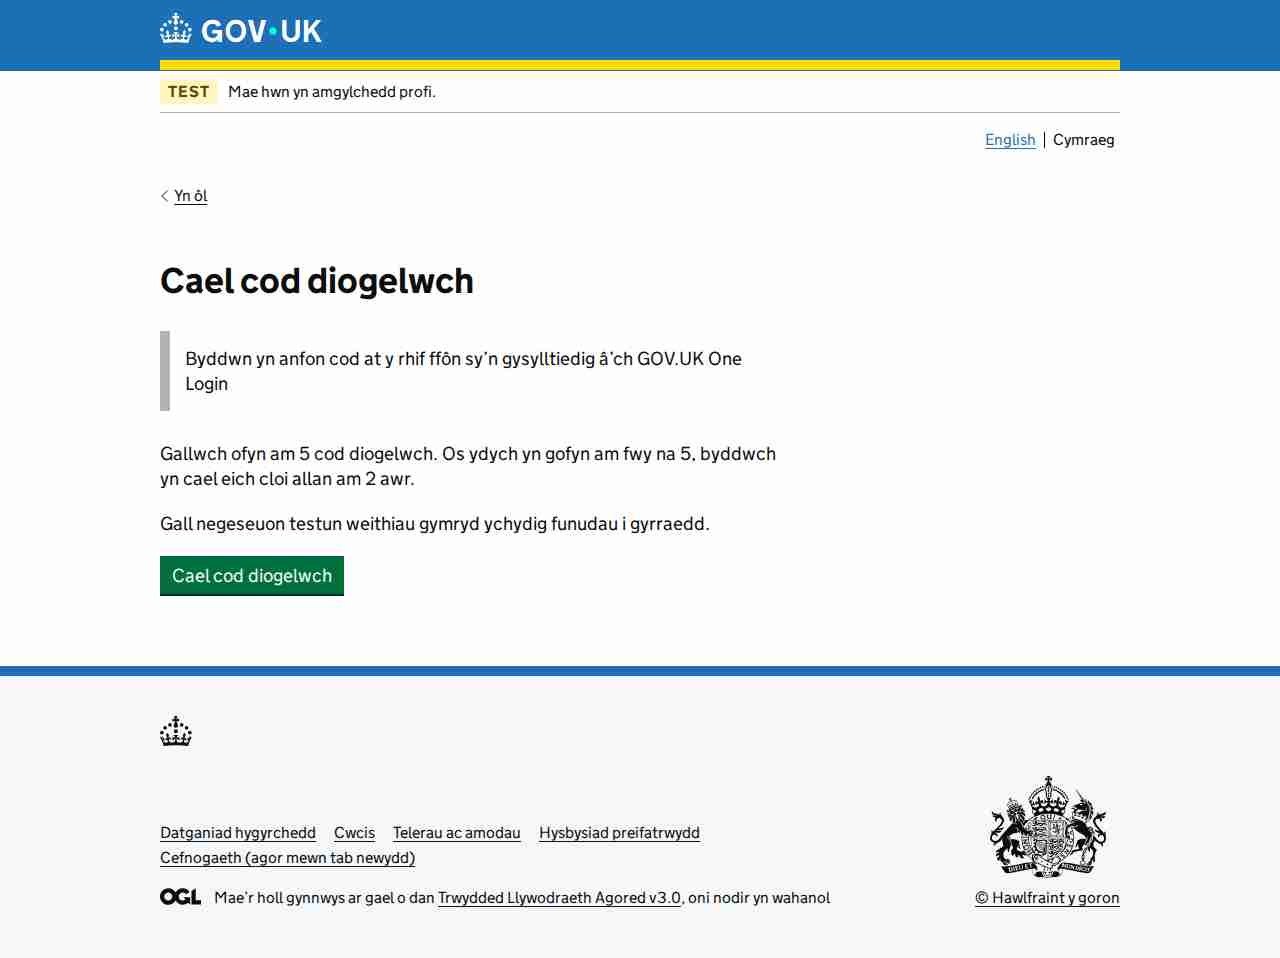 GOV·UK
TEST Mae hwn yn amgylchedd profi.
English | Cymraeg
Yn ôl
Cael cod diogelwch
Byddwn yn anfon cod at y rhif ffôn sy’n gysylltiedig â’ch GOV.UK One
Login
Gallwch ofyn am 5 cod diogelwch. Os ydych yn gofyn am fwy na 5, byddwch
yn cael eich cloi allan am 2 awr.
Gall negeseuon testun weithiau gymryd ychydig funudau i gyrraedd.
Cael cod diogelwch
Datganiad hygyrchedd Cwcis Telerau ac amodau Hysbysiad preifatrwydd
Cefnogaeth (agor mewn tab newydd)
OGL Mae'r holl gynnwys ar gael o dan Trwydded Llywodraeth Agored v3.0, oni nodir yn wahanol
© Hawlfraint y goron